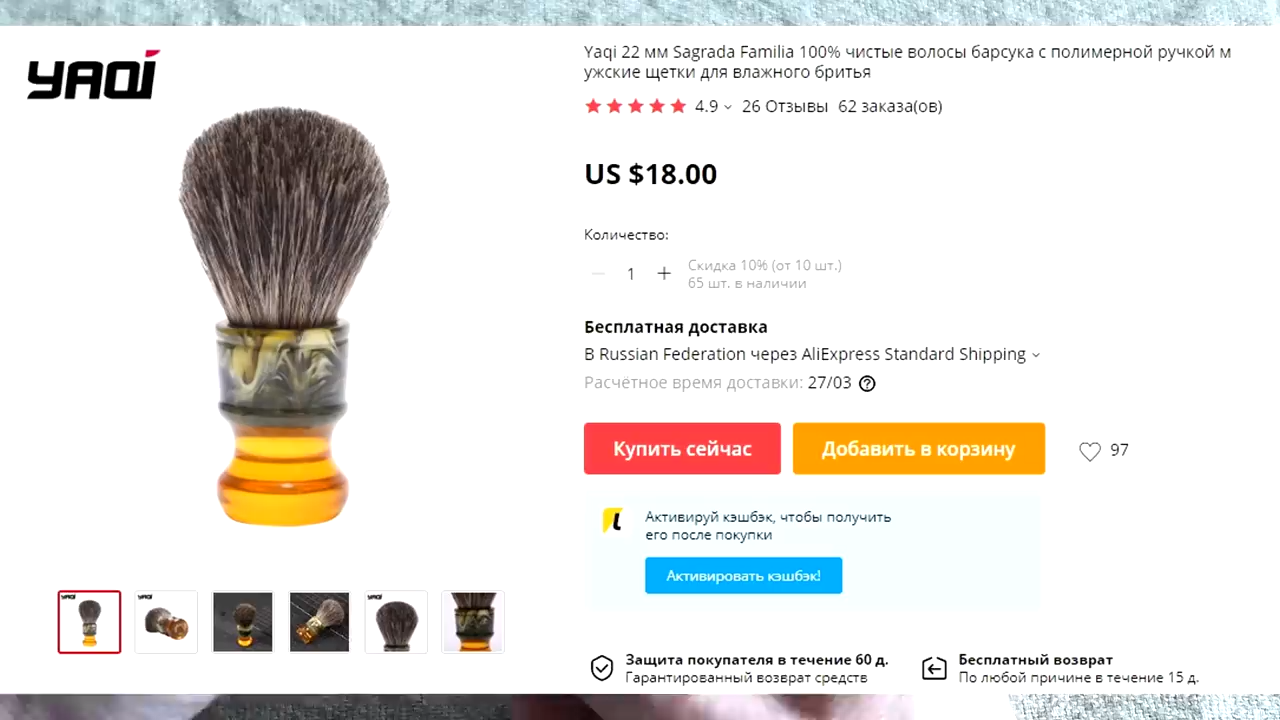 YAQI
Yaqi 22 мм Sagrada Familia 100% чистые волосы барсука с полимерной ручкой м
ужские щетки для влажного бритья
4.9 26 Отзывы 62 заказа(ов)
US $18.00
Количество:
1
Скидка 10% (от 10 шт.)
65 шт. в наличии
Бесплатная доставка
В Russian Federation через AliExpress Standard Shipping
Расчётное время доставки: 27/03
Купить сейчас
Добавить в корзину
97
Активируй кэшбэк, чтобы получить
его после покупки
Активировать кэшбэк!
YAQI
YAQI
YAQI
Защита покупателя в течение 60 д.
Гарантированный возврат средств
Бесплатный возврат
По любой причине в течение 15 д.